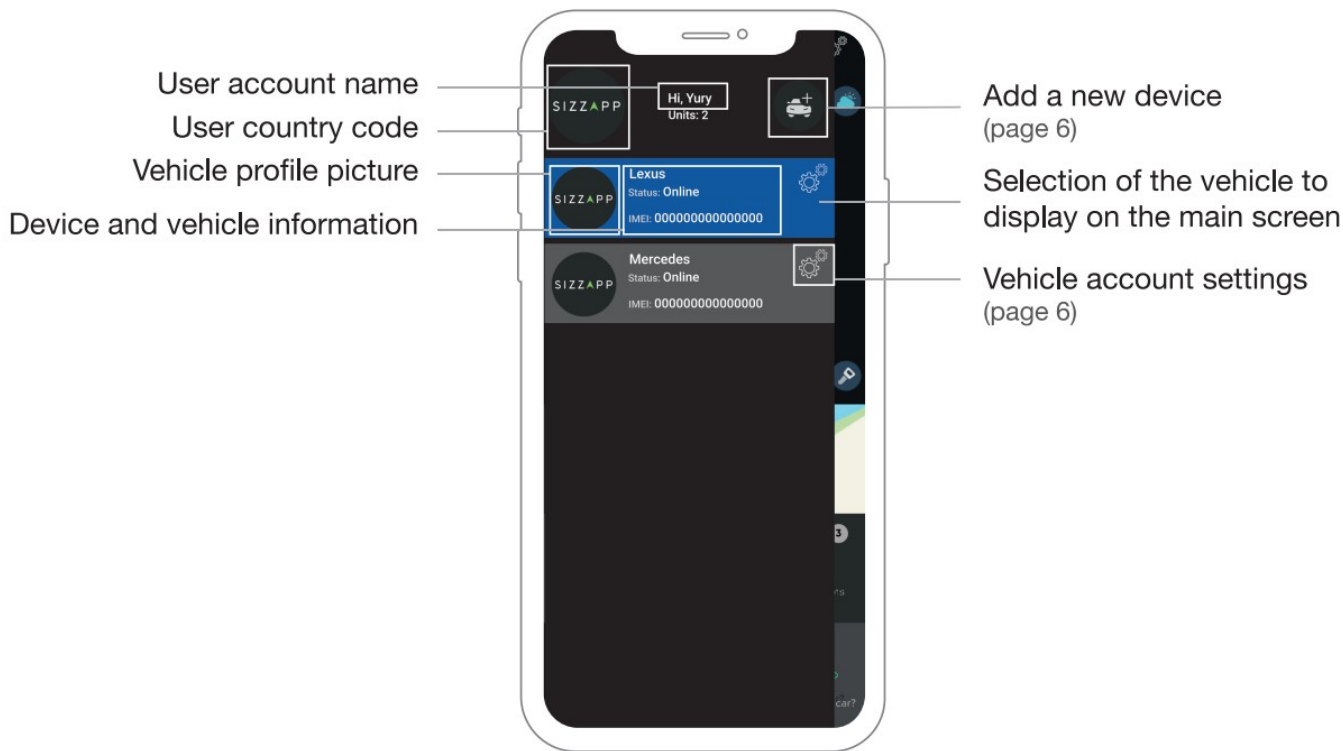 User account name
User country code
Vehicle profile picture
Device and vehicle information
SIZZAPP
Hi, Yury
Units: 2
SIZZAPP
Lexus
Status: Online
IMEI: 000000000000000
SIZZAPP
Mercedes
Status: Online
IMEI: 000000000000000
3
car?
Add a new device
(page 6)
Selection of the vehicle to
display on the main screen
Vehicle account settings
(page 6)